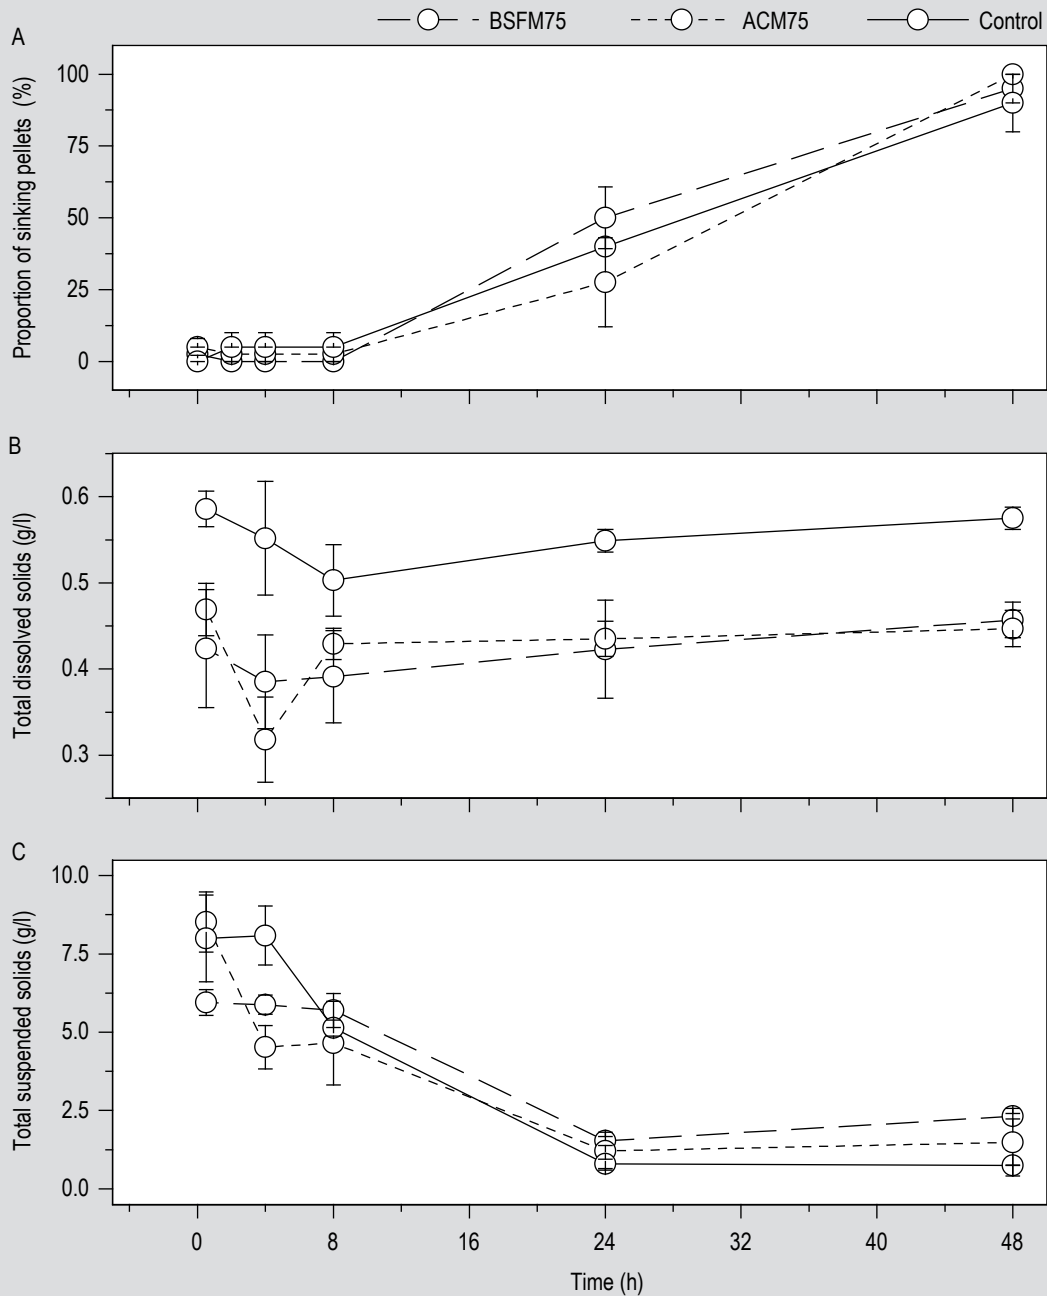 BSFM75 ACM75 Control
A
Proportion of sinking pellets (%)
100
75
50
25
0
B
Total dissolved solids (g/l)
0.6
0.5
0.4
0.3
C
Total suspended solids (g/l)
10.0
7.5
5.0
2.5
0.0
0 8 16 24 32 40 48
Time (h)